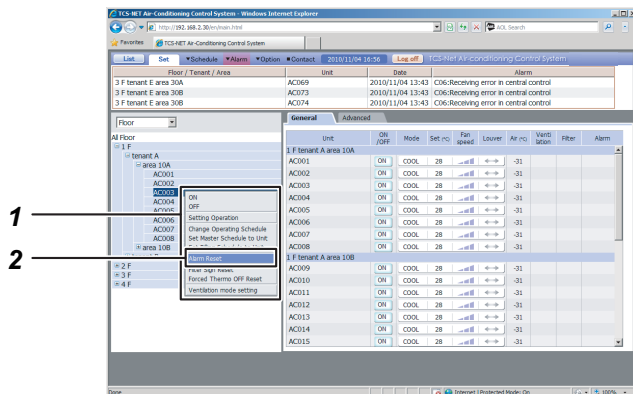 TCS-NET Air-Conditioning Control System - Windows Internet Explorer
http://192.168.2.30/en/main.html
AOL Search
Favorites TCS-NET Air-Conditioning Control System
List Set ▼Schedule ▼Alarm ▼Option ■Contact 2010/11/04 16:56 Log off TCS-Net Air-Conditioning Control System
Floor / Tenant / Area Unit Date Alarm
3 F tenant E area 30A AC069 2010/11/04 13:43 C06:Receiving error in central control
3 F tenant E area 30B AC073 2010/11/04 13:43 C06:Receiving error in central control
3 F tenant E area 30B AC074 2010/11/04 13:43 C06:Receiving error in central control
Floor
All Floor
1 F
tenant A
area 10A
AC001
AC002
AC003
AC004
AC005
AC006
AC007
AC008
area 10B
2 F
3 F
4 F
1
2
ON
OFF
Setting Operation
Change Operating Schedule
Set Master Schedule to Unit
Alarm Reset
Filter Sign Reset
Forced Thermo OFF Reset
Ventilation mode setting
General Advanced
Unit ON /OFF Mode Set (°C) Fan speed Louver Air (°C) Venti lation Filter Alarm
1 F tenant A area 10A
AC001 ON COOL 28 -31
AC002 ON COOL 28 -31
AC003 ON COOL 28 -31
AC004 ON COOL 28 -31
AC005 ON COOL 28 -31
AC006 ON COOL 28 -31
AC007 ON COOL 28 -31
AC008 ON COOL 28 -31
1 F tenant A area 10B
AC009 ON COOL 28 -31
AC010 ON COOL 28 -31
AC011 ON COOL 28 -31
AC012 ON COOL 28 -31
AC013 ON COOL 28 -31
AC014 ON COOL 28 -31
AC015 ON COOL 28 -31
Done Internet | Protected Mode: On 100%